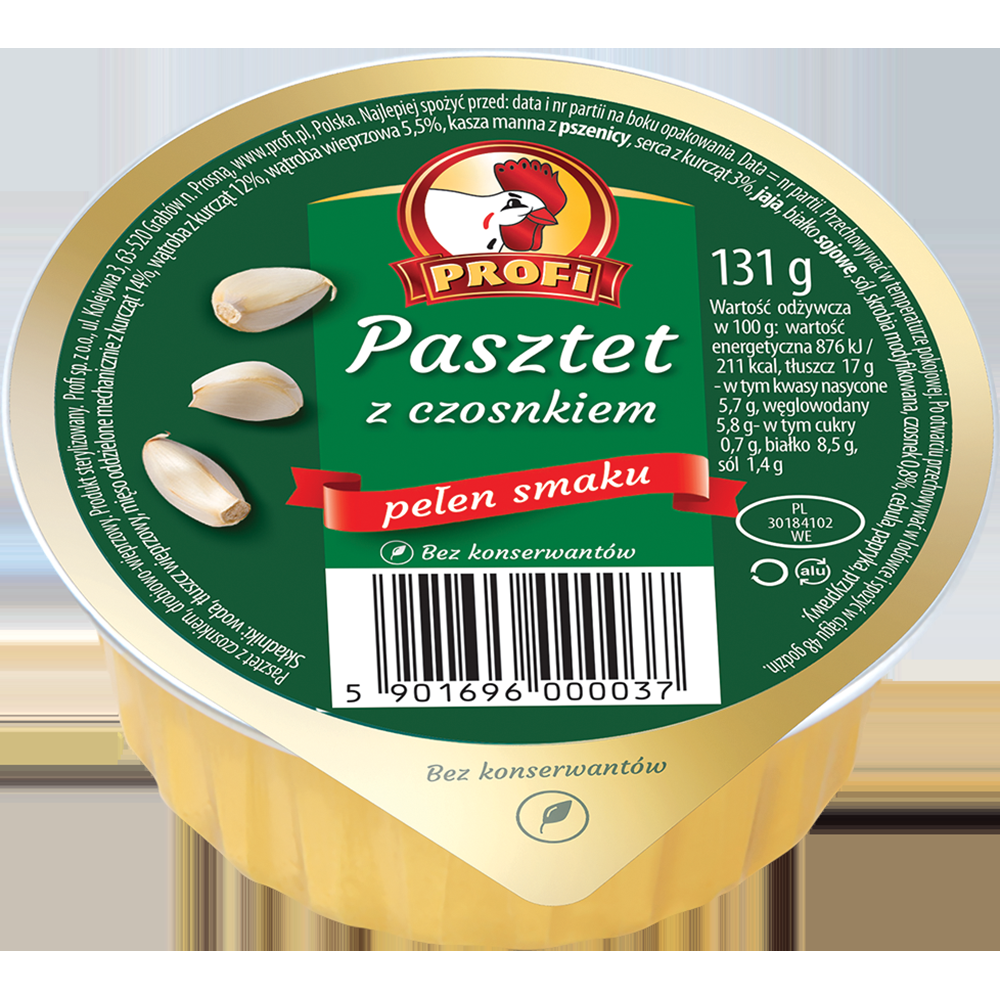 Pasztet z czosnkiem, drobiowo-wieprzowy. Produkt sterylizowany. Profi sp. z o.o., ul. Kolejowa 3, 63-520 Grabów n. Prosną, www.profi.pl, Polska. Najlepiej spożyć przed: data i nr partii na boku opakowania. Data = nr partii. Przechowywać w temperaturze pokojowej. Po otwarciu przechowywać w lodówce i spożyć w ciągu 48 godzin.
Składniki: woda, tłuszcz wieprzowy, mięso oddzielone mechanicznie z kurcząt 14%, wątroba z kurcząt 12%, wątroba wieprzowa 5,5%, kasza manna z pszenicy, serca z kurcząt 3%, jaja, białko sojowe, sól, skrobia modyfikowana, czosnek 0,8%, cebula, papryka, przyprawy.
PROFi
Pasztet
z czosnkiem
pełen smaku
Bez konserwantów
131 g
Wartość odżywcza
w 100 g: wartość
energetyczna 876 kJ /
211 kcal, tłuszcz 17 g
- w tym kwasy nasycone
5,7 g, węglowodany
5,8 g- w tym cukry
0,7 g, białko 8,5 g,
sól 1,4 g
PL
30184102
WE
alu
5 901696 000037
Bez konserwantów